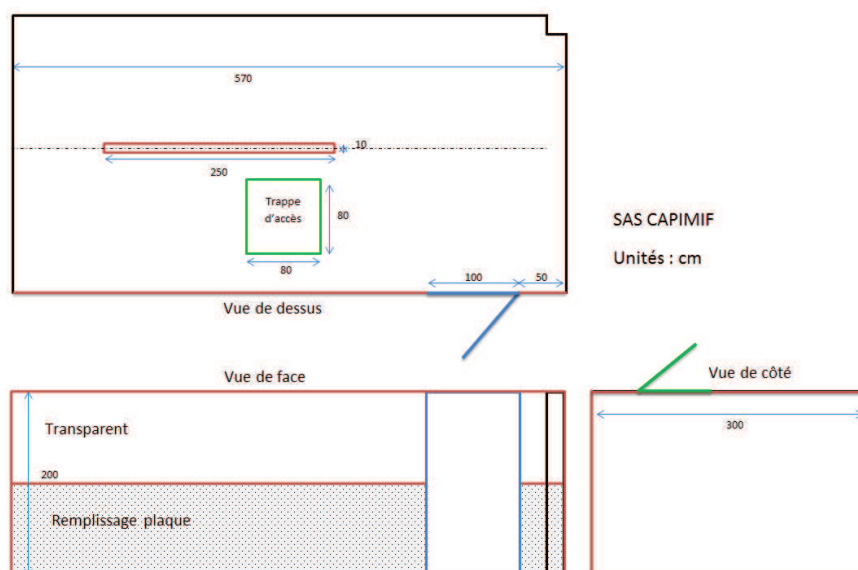 570
10
250
Trappe
d'accès
80
80
SAS CAPIMIF
Unités : cm
100
50
Vue de dessus
Vue de face
Vue de côté
Transparent
300
200
Remplissage plaque